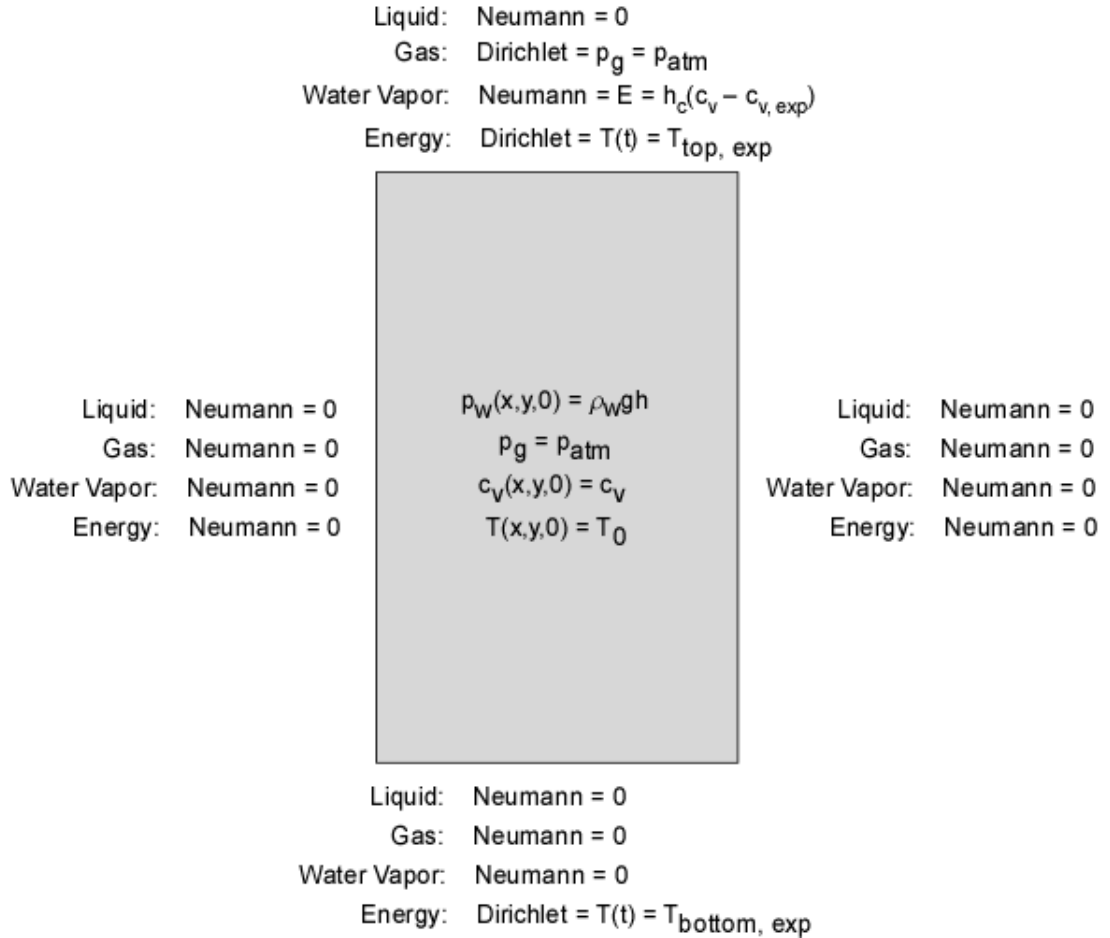 Liquid: Neumann = 0
Gas: Dirichlet = p_g = p_atm
Water Vapor: Neumann = E = h_c(c_v – c_v, exp)
Energy: Dirichlet = T(t) = T_top, exp
Liquid: Neumann = 0
Gas: Neumann = 0
Water Vapor: Neumann = 0
Energy: Neumann = 0
p_w(x,y,0) = ρ_wgh
p_g = p_atm
c_v(x,y,0) = c_v
T(x,y,0) = T_0
Liquid: Neumann = 0
Gas: Neumann = 0
Water Vapor: Neumann = 0
Energy: Neumann = 0
Liquid: Neumann = 0
Gas: Neumann = 0
Water Vapor: Neumann = 0
Energy: Dirichlet = T(t) = T_bottom, exp